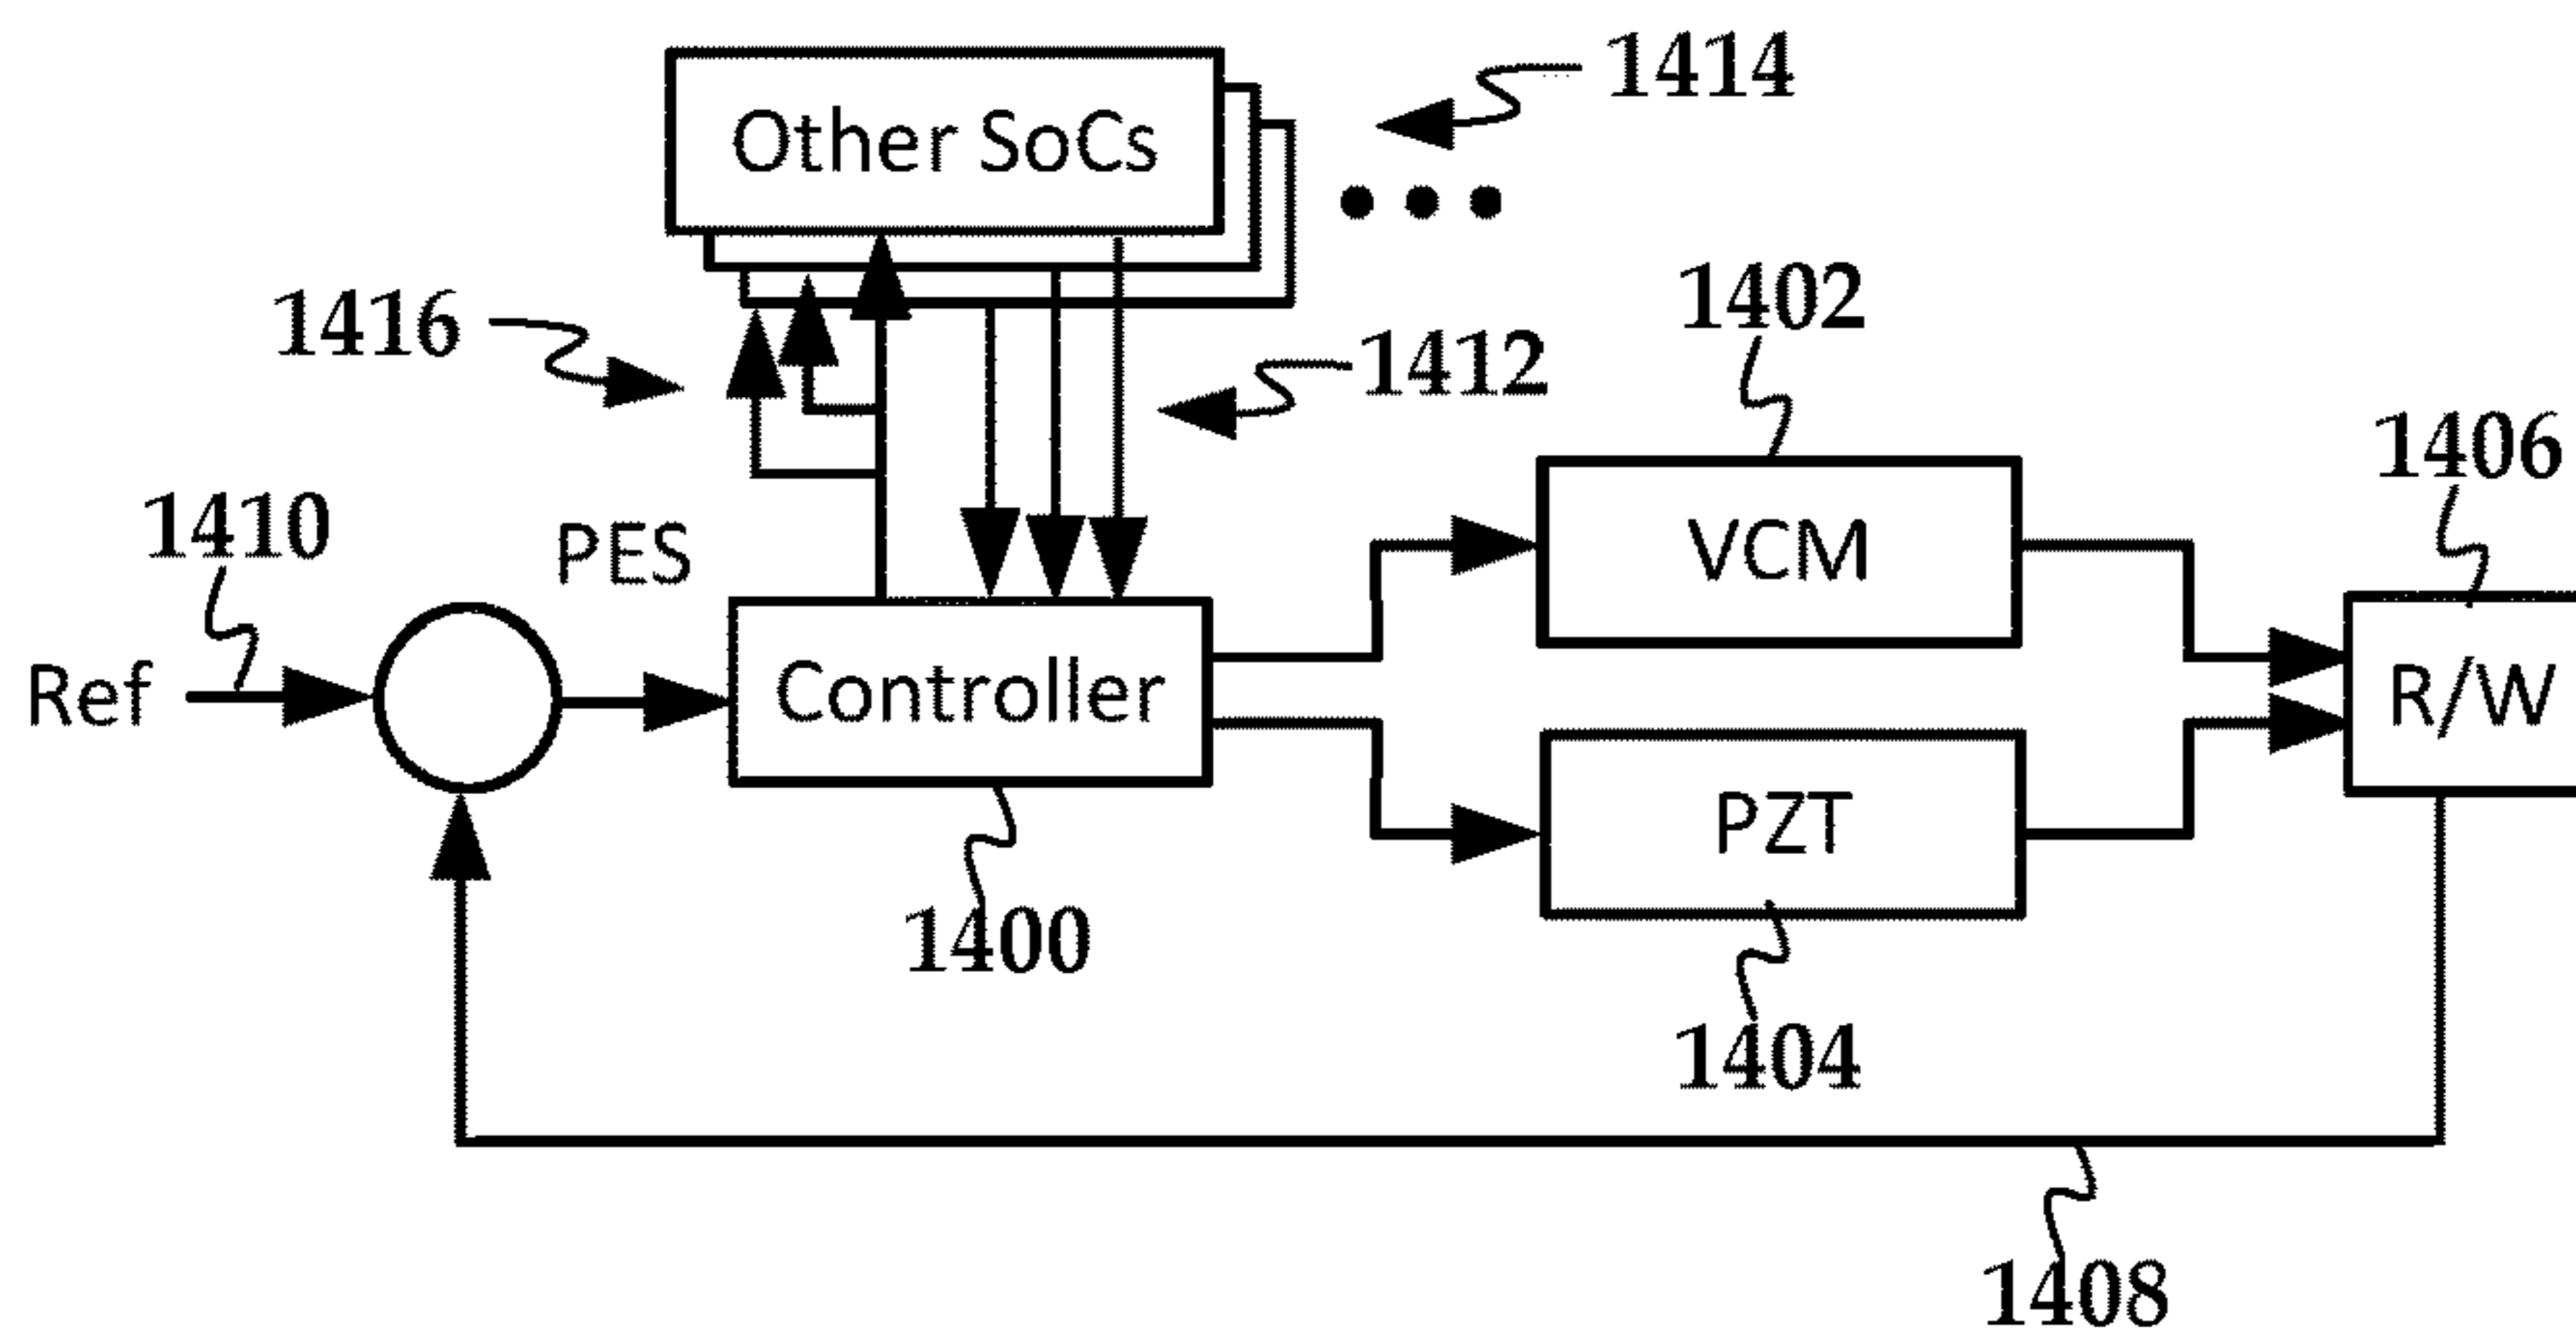 1414
Other SoCs
1402
1416
1412
1406
1410
PES
VCM
Ref
Controller
R/W
PZT
1400
1404
1408